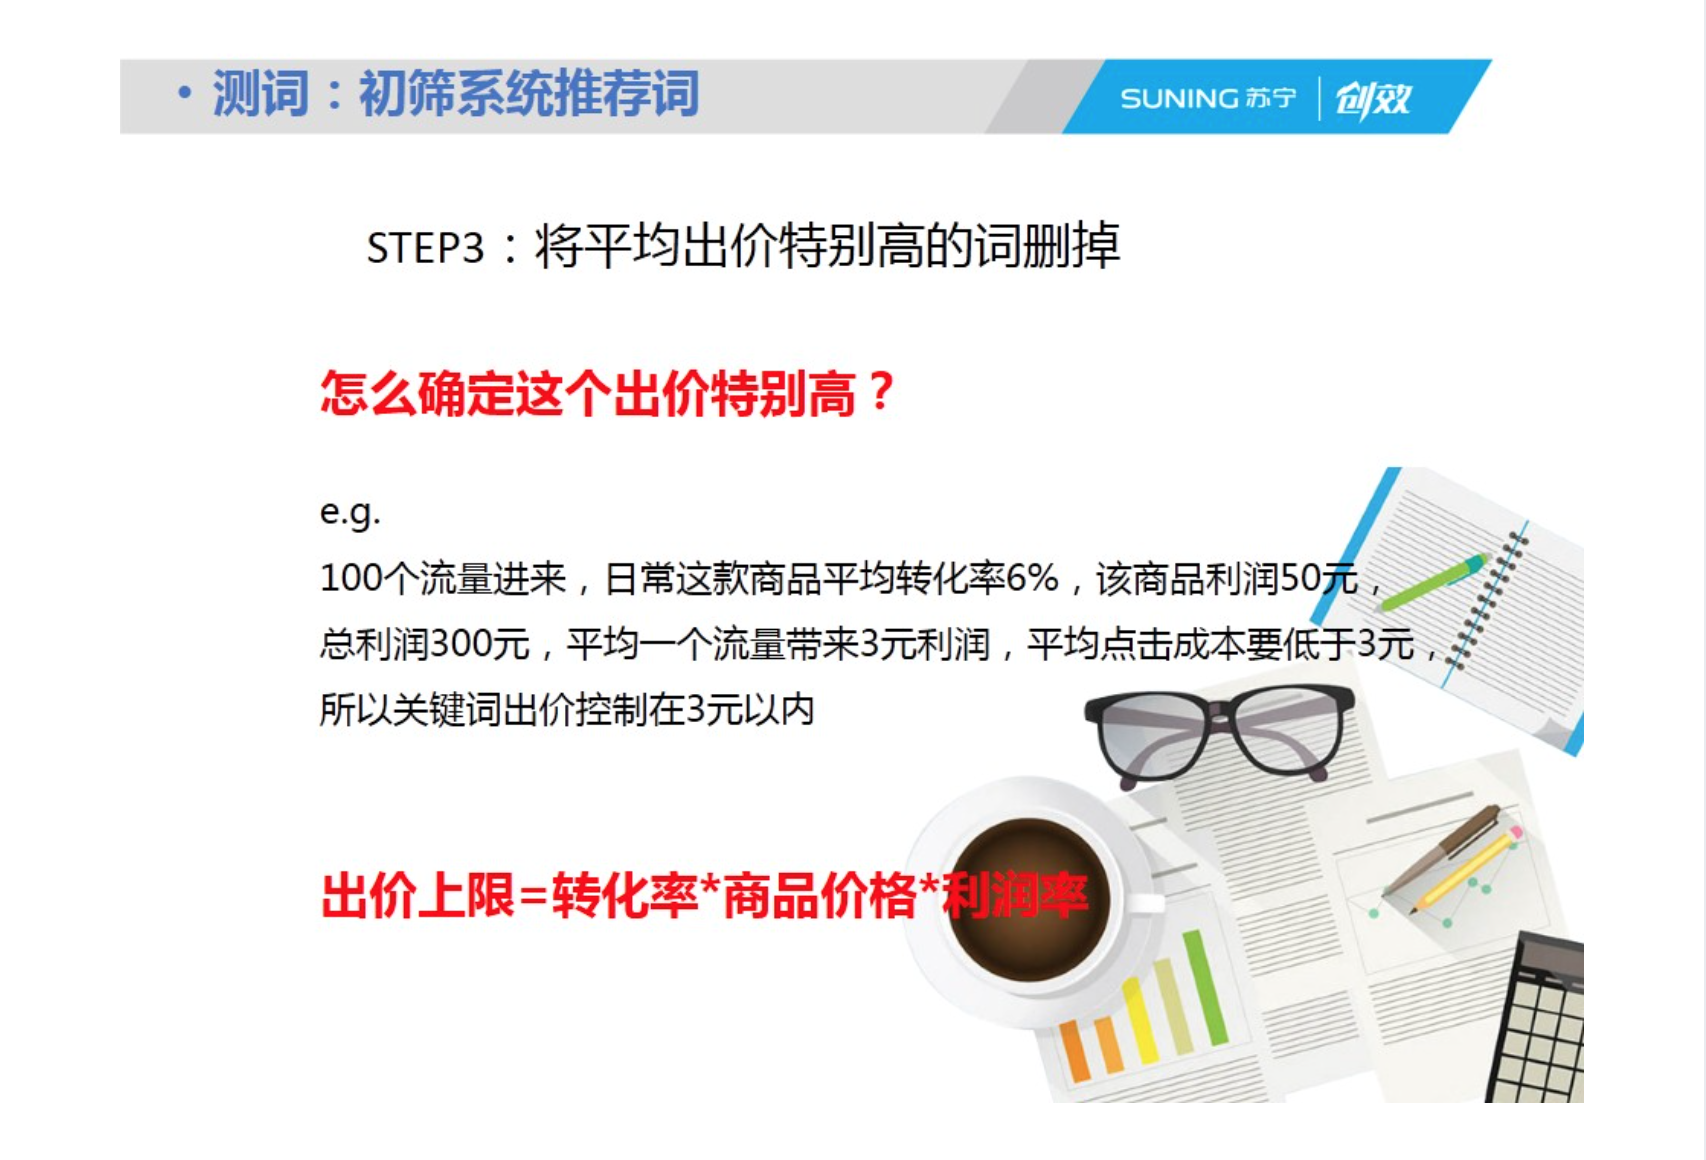 • 测词：初筛系统推荐词
SUNING 苏宁 | 创效
STEP3：将平均出价特别高的词删掉
怎么确定这个出价特别高？
e.g.
100个流量进来，日常这款商品平均转化率6%，该商品利润50元，
总利润300元，平均一个流量带来3元利润，平均点击成本要低于3元，
所以关键词出价控制在3元以内
出价上限=转化率*商品价格*利润率